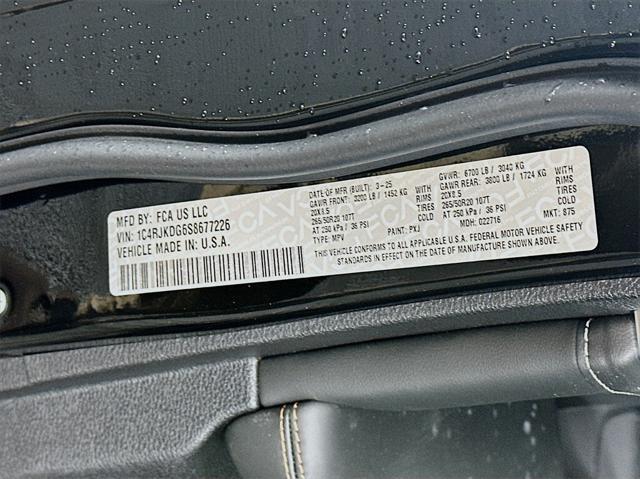 MFD BY: FCA US LLC
VIN: 1C4RJKDG6S8677226
VEHICLE MADE IN: U.S.A.
DATE OF MFR (BUILT): 3-25 GVWR: 6700 LB / 3040 KG
GAWR FRONT: 3200 LB / 1452 KG WITH GAWR REAR: 3800 LB / 1724 KG WITH
20X8.5 RIMS 20X8.5 RIMS
265/50R20 107T TIRES 265/50R20 107T TIRES
AT 250 kPa / 36 PSI COLD AT 250 kPa / 36 PSI COLD
TYPE: MPV PAINT: PXJ MDH: 022716 MKT: 875
THIS VEHICLE CONFORMS TO ALL APPLICABLE U.S.A. FEDERAL MOTOR VEHICLE SAFETY
STANDARDS IN EFFECT ON THE DATE OF MANUFACTURE SHOWN ABOVE.